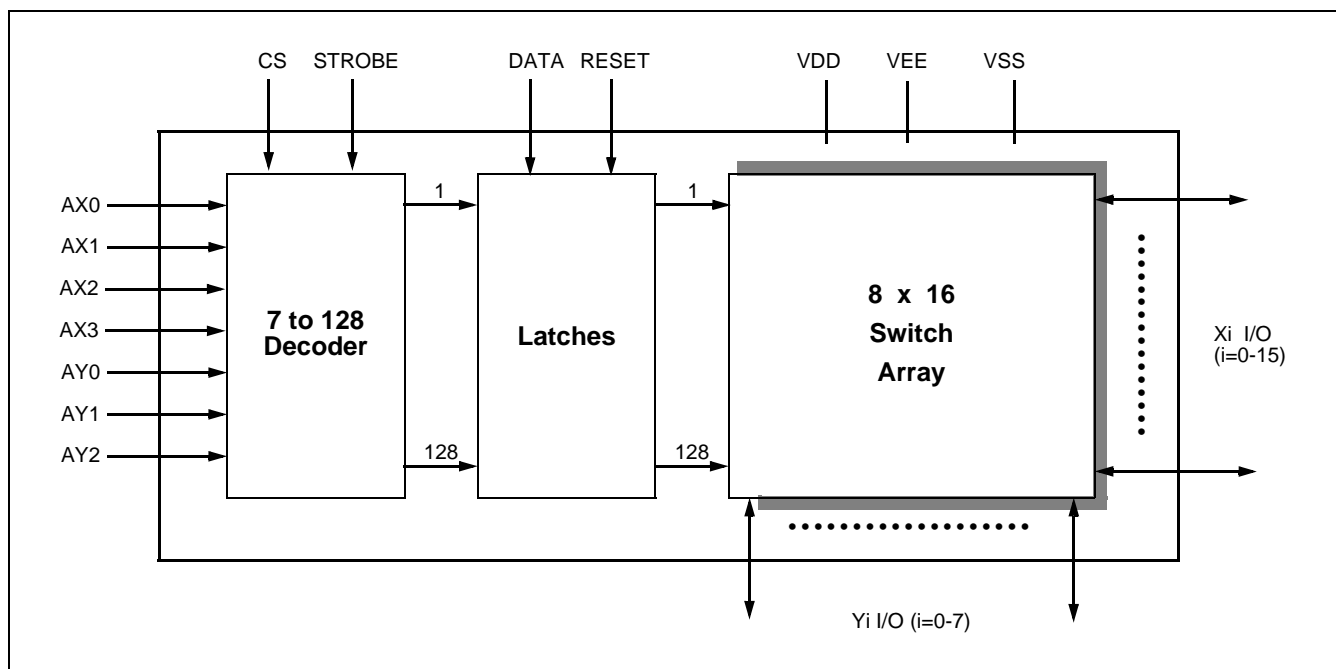 CS STROBE DATA RESET VDD VEE VSS
AX0
AX1
AX2
AX3
AY0
AY1
AY2
7 to 128
Decoder
1
128
Latches
1
128
8 x 16
Switch
Array
Xi I/O
(i=0-15)
Yi I/O (i=0-7)